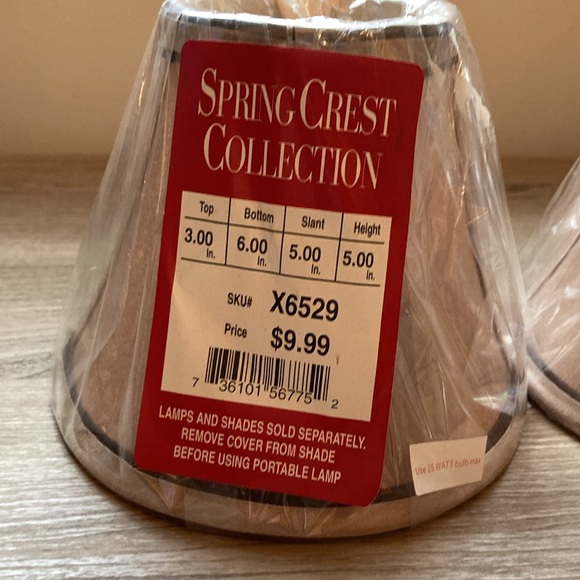 SPRING CREST
COLLECTION
Top Bottom Slant Height
3.00 In. 6.00 In. 5.00 In. 5.00 In.
SKU# X6529
Price $9.99
7 36101 56775 2
LAMPS AND SHADES SOLD SEPARATELY.
REMOVE COVER FROM SHADE
BEFORE USING PORTABLE LAMP
Use 25 WATT bulb max